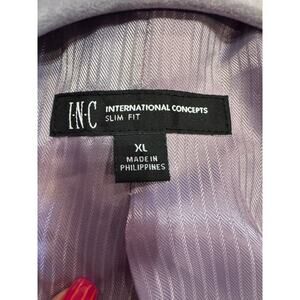 I·N·C INTERNATIONAL CONCEPTS
SLIM FIT
XL
MADE IN
PHILIPPINES